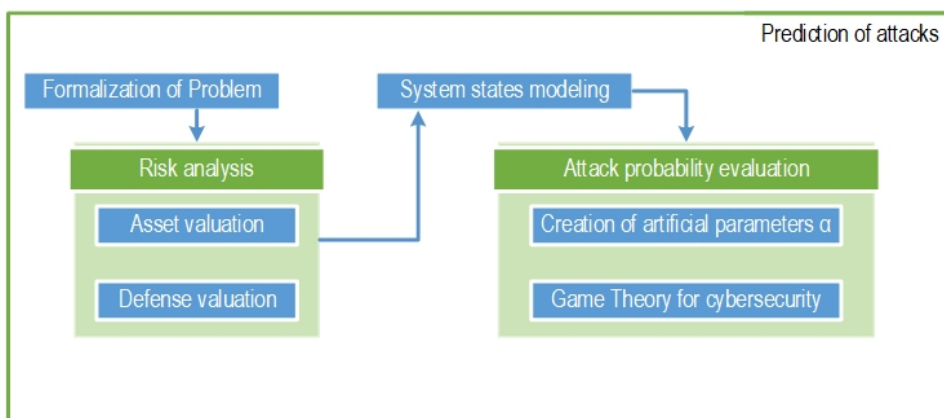 Prediction of attacks
Formalization of Problem
System states modeling
Risk analysis
Attack probability evaluation
Asset valuation
Creation of artificial parameters α
Defense valuation
Game Theory for cybersecurity